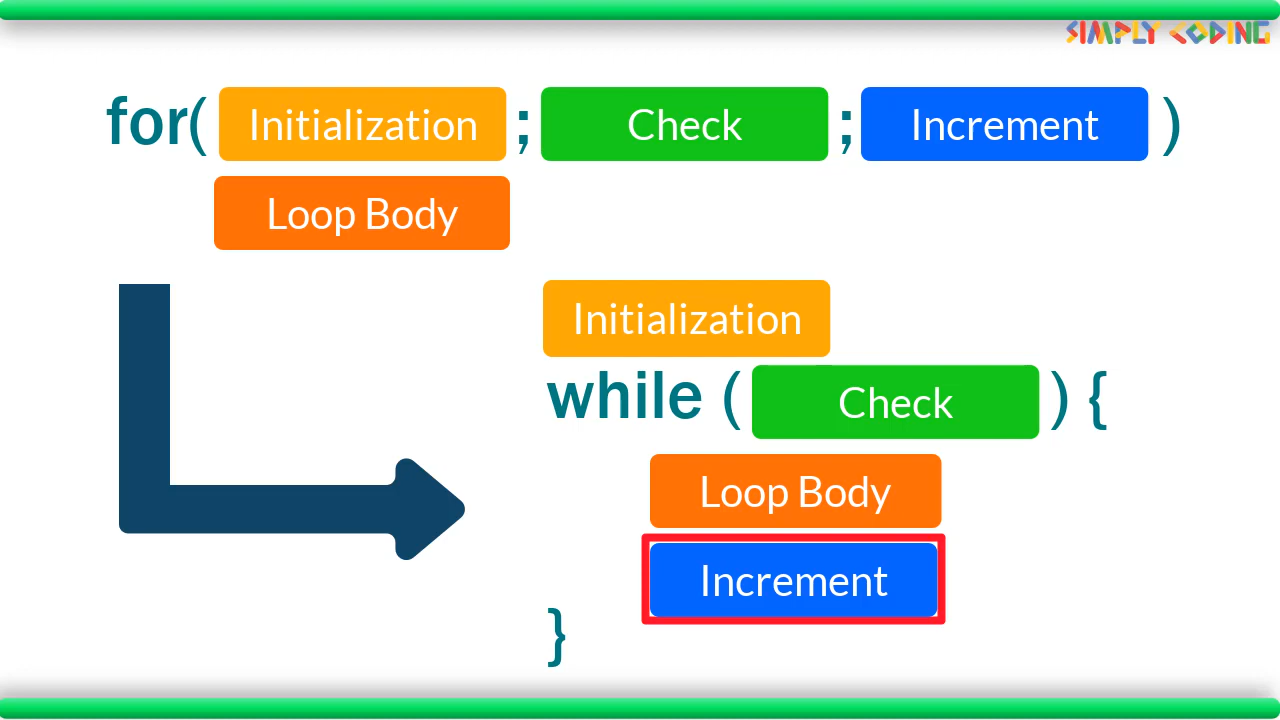 SIMPLY CODING
for( Initialization ; Check ; Increment )
Loop Body
Initialization
while ( Check ) {
Loop Body
Increment
}